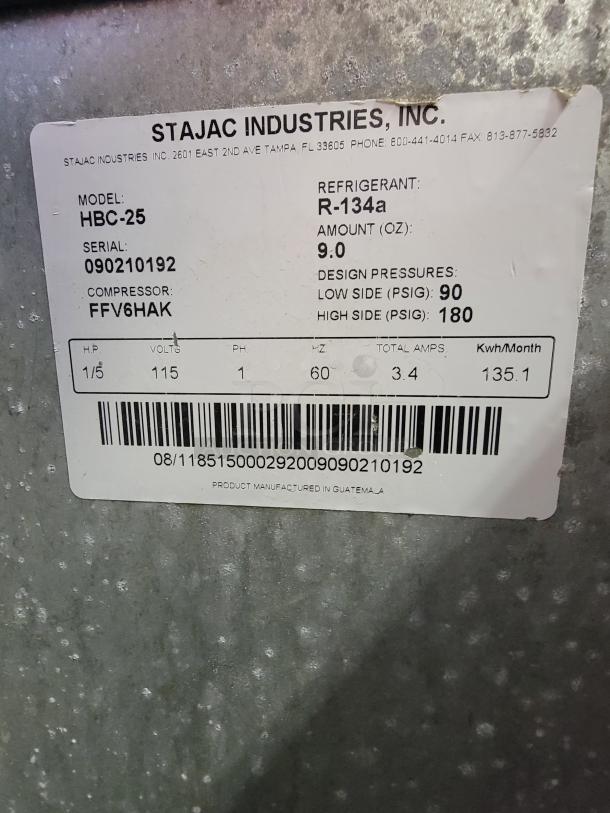 STAJAC INDUSTRIES, INC.
STAJAC INDUSTRIES, INC. 2601 EAST 2ND AVE TAMPA, FL 33605 PHONE: 800-441-4014 FAX: 813-877-5832
MODEL:
HBC-25
SERIAL:
090210192
COMPRESSOR:
FFV6HAK
REFRIGERANT:
R-134a
AMOUNT (OZ):
9.0
DESIGN PRESSURES:
LOW SIDE (PSIG): 90
HIGH SIDE (PSIG): 180
H.P. VOLTS PH HZ TOTAL AMPS Kwh/Month
1/5 115 1 60 3.4 135.1
08/118515000292009090210192
PRODUCT MANUFACTURED IN GUATEMALA